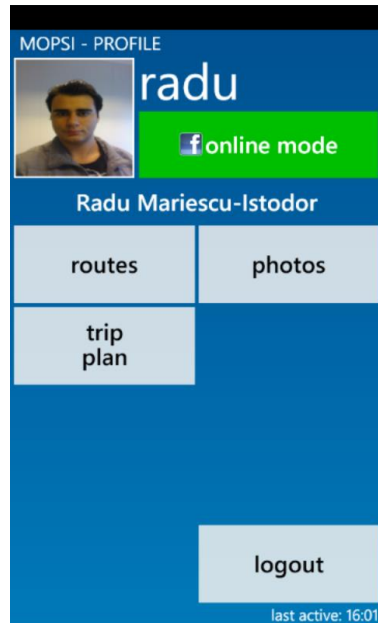 MOPSI - PROFILE
radu
f online mode
Radu Mariescu-Istodor
routes
photos
trip
plan
logout
last active: 16:01